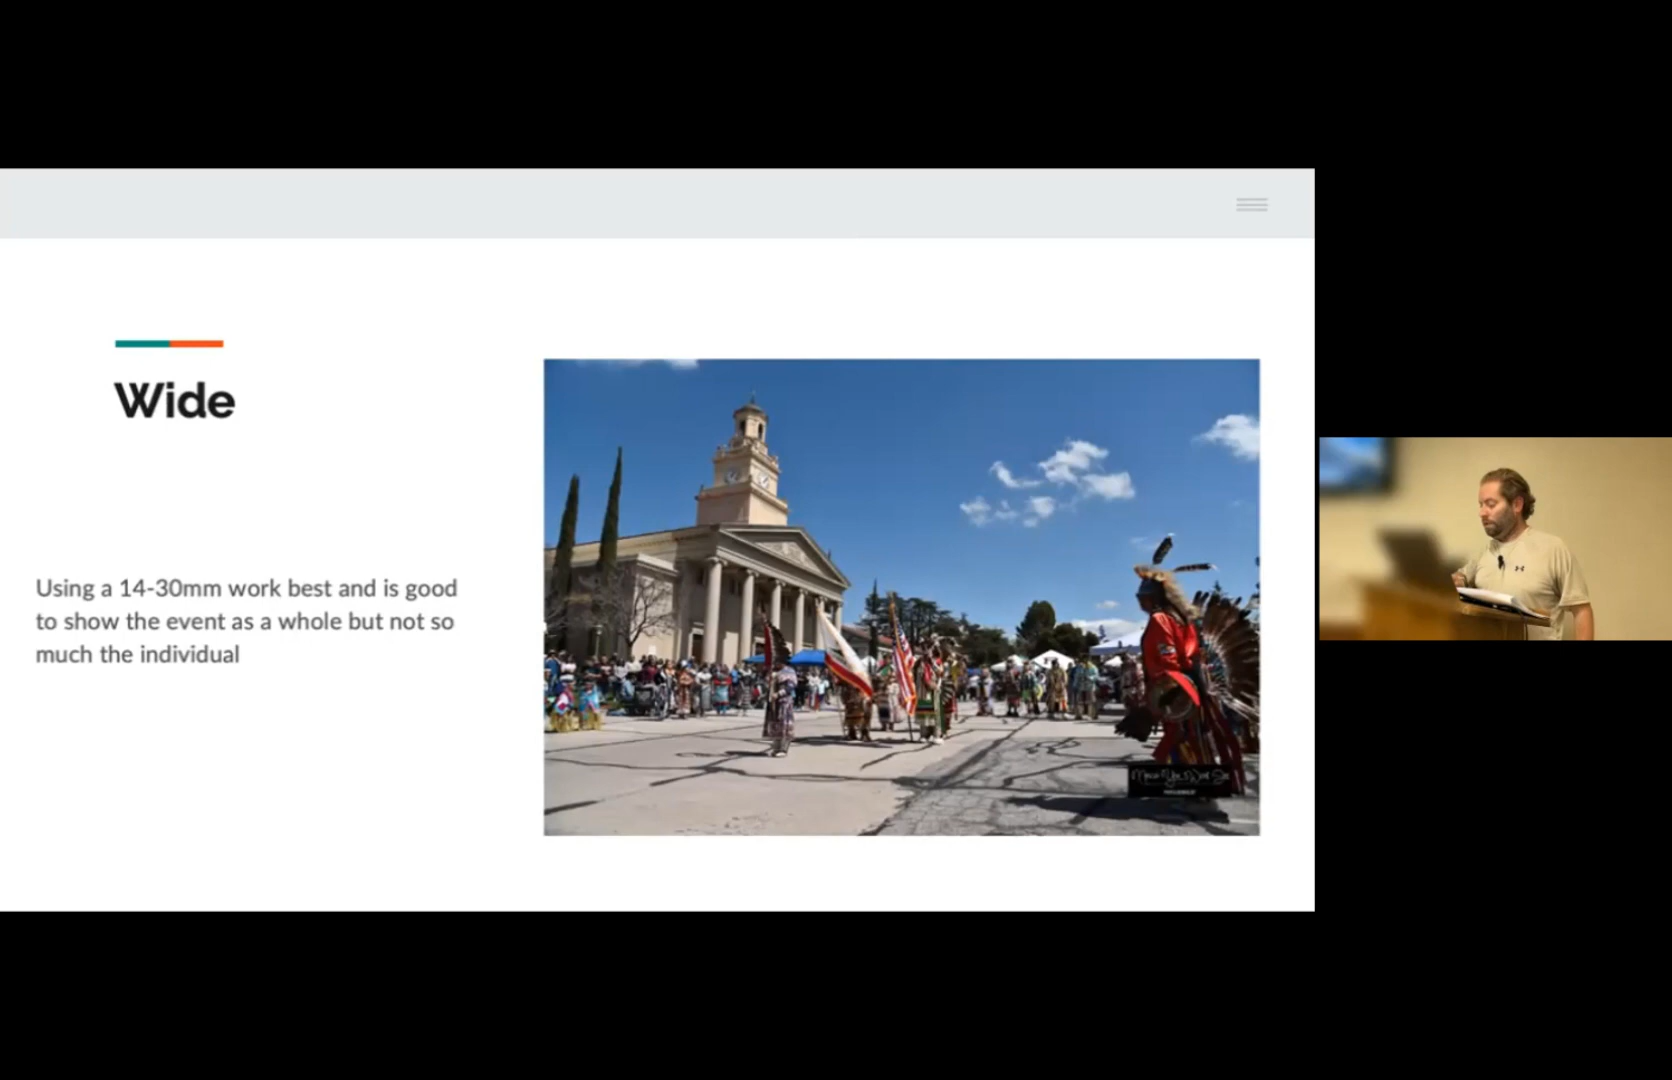 Wide
Using a 14-30mm work best and is good
to show the event as a whole but not so
much the individual